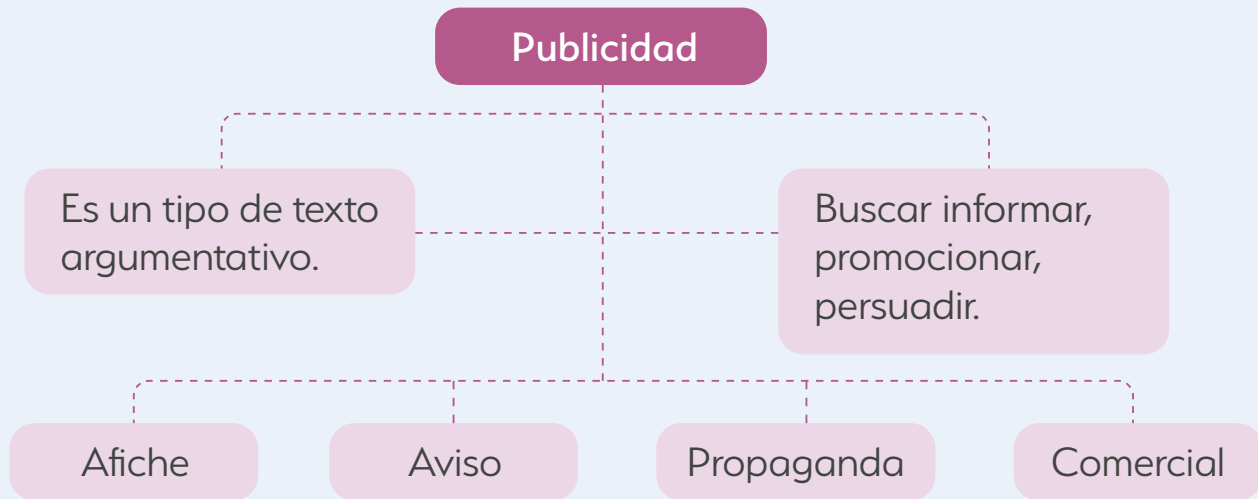 Publicidad
Es un tipo de texto
argumentativo.
Buscar informar,
promocionar,
persuadir.
Afiche
Aviso
Propaganda
Comercial